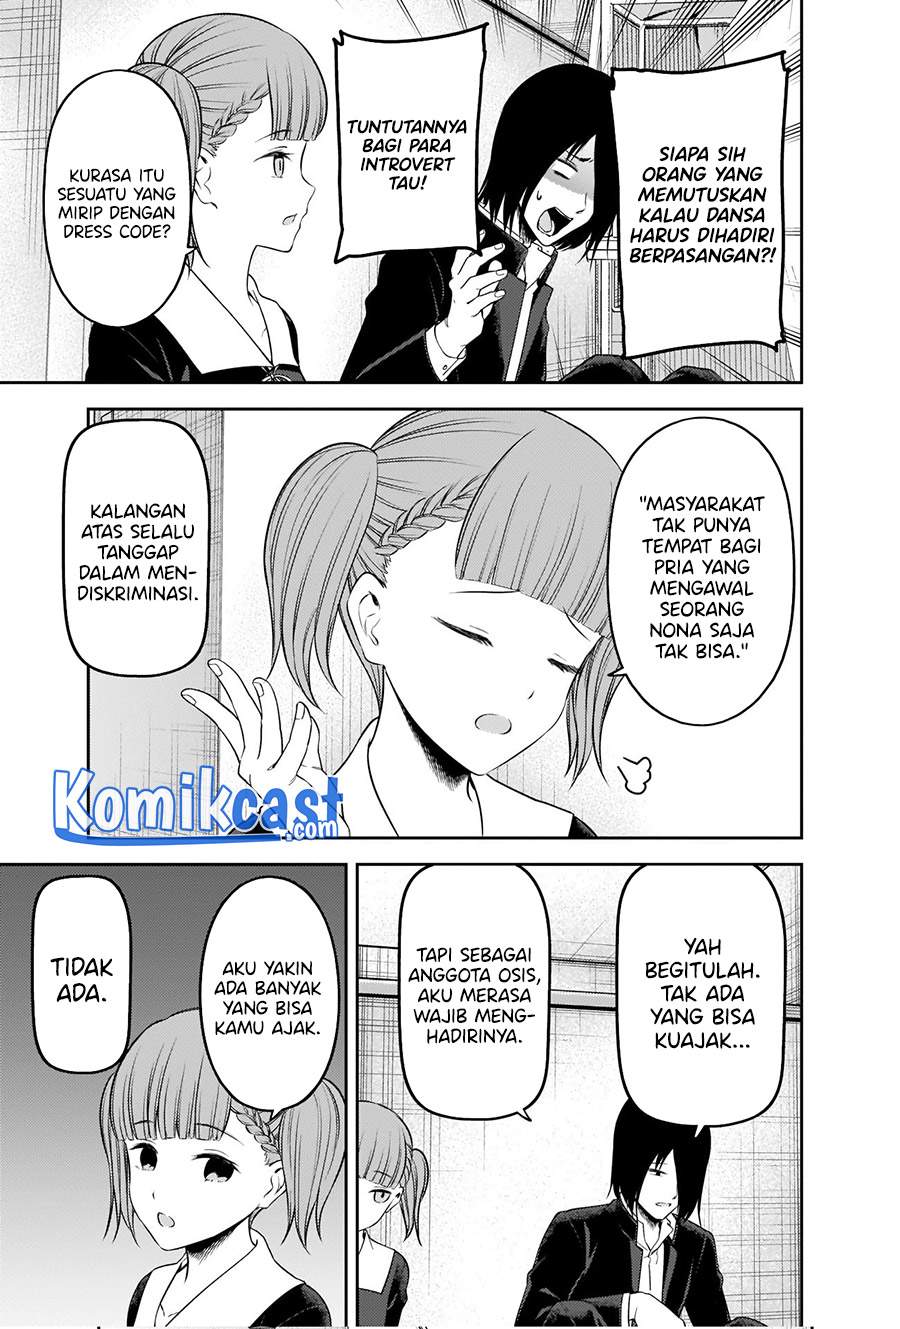 SIAPA SIH
ORANG YANG
MEMUTUSKAN
KALAU DANSA
HARUS DIHADIRI
BERPASANGAN?!
TUNTUTANNYA
BAGI PARA
INTROVERT
TAU!
KURASA ITU
SESUATU YANG
MIRIP DENGAN
DRESS CODE?
"MASYARAKAT
TAK PUNYA
TEMPAT BAGI
PRIA YANG
MENGAWAL
SEORANG
NONA SAJA
TAK BISA."
KALANGAN
ATAS SELALU
TANGGAP
DALAM MEN-
DISKRIMINASI.
Komikcast
.com
YAH
BEGITULAH.
TAK ADA
YANG BISA
KUAJAK...
TAPI SEBAGAI
ANGGOTA OSIS,
AKU MERASA
WAJIB MENG-
HADIRINYA.
AKU YAKIN
ADA BANYAK
YANG BISA
KAMU AJAK.
TIDAK
ADA.